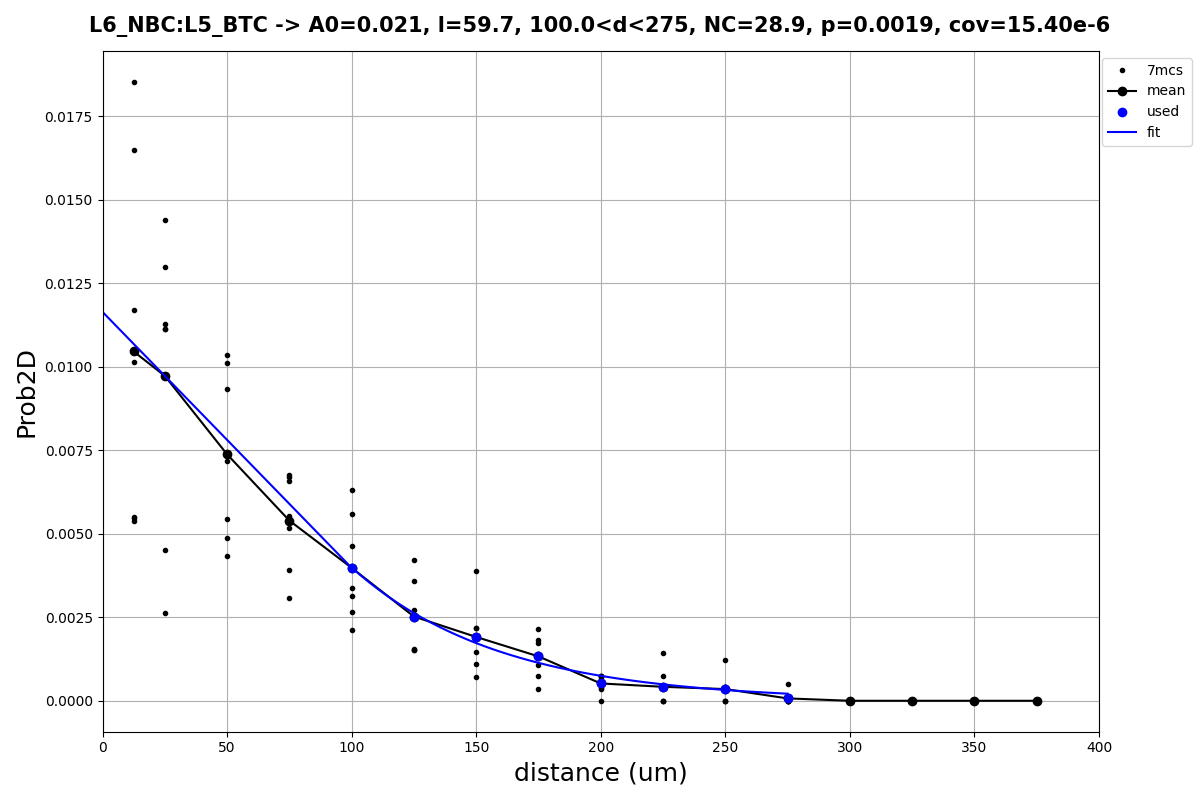 L6_NBC:L5_BTC -> A0=0.021, l=59.7, 100.0<d<275, NC=28.9, p=0.0019, cov=15.40e-6
7mcs
mean
used
fit
Prob2D
0.0175
0.0150
0.0125
0.0100
0.0075
0.0050
0.0025
0.0000
0 50 100 150 200 250 300 350 400
distance (um)